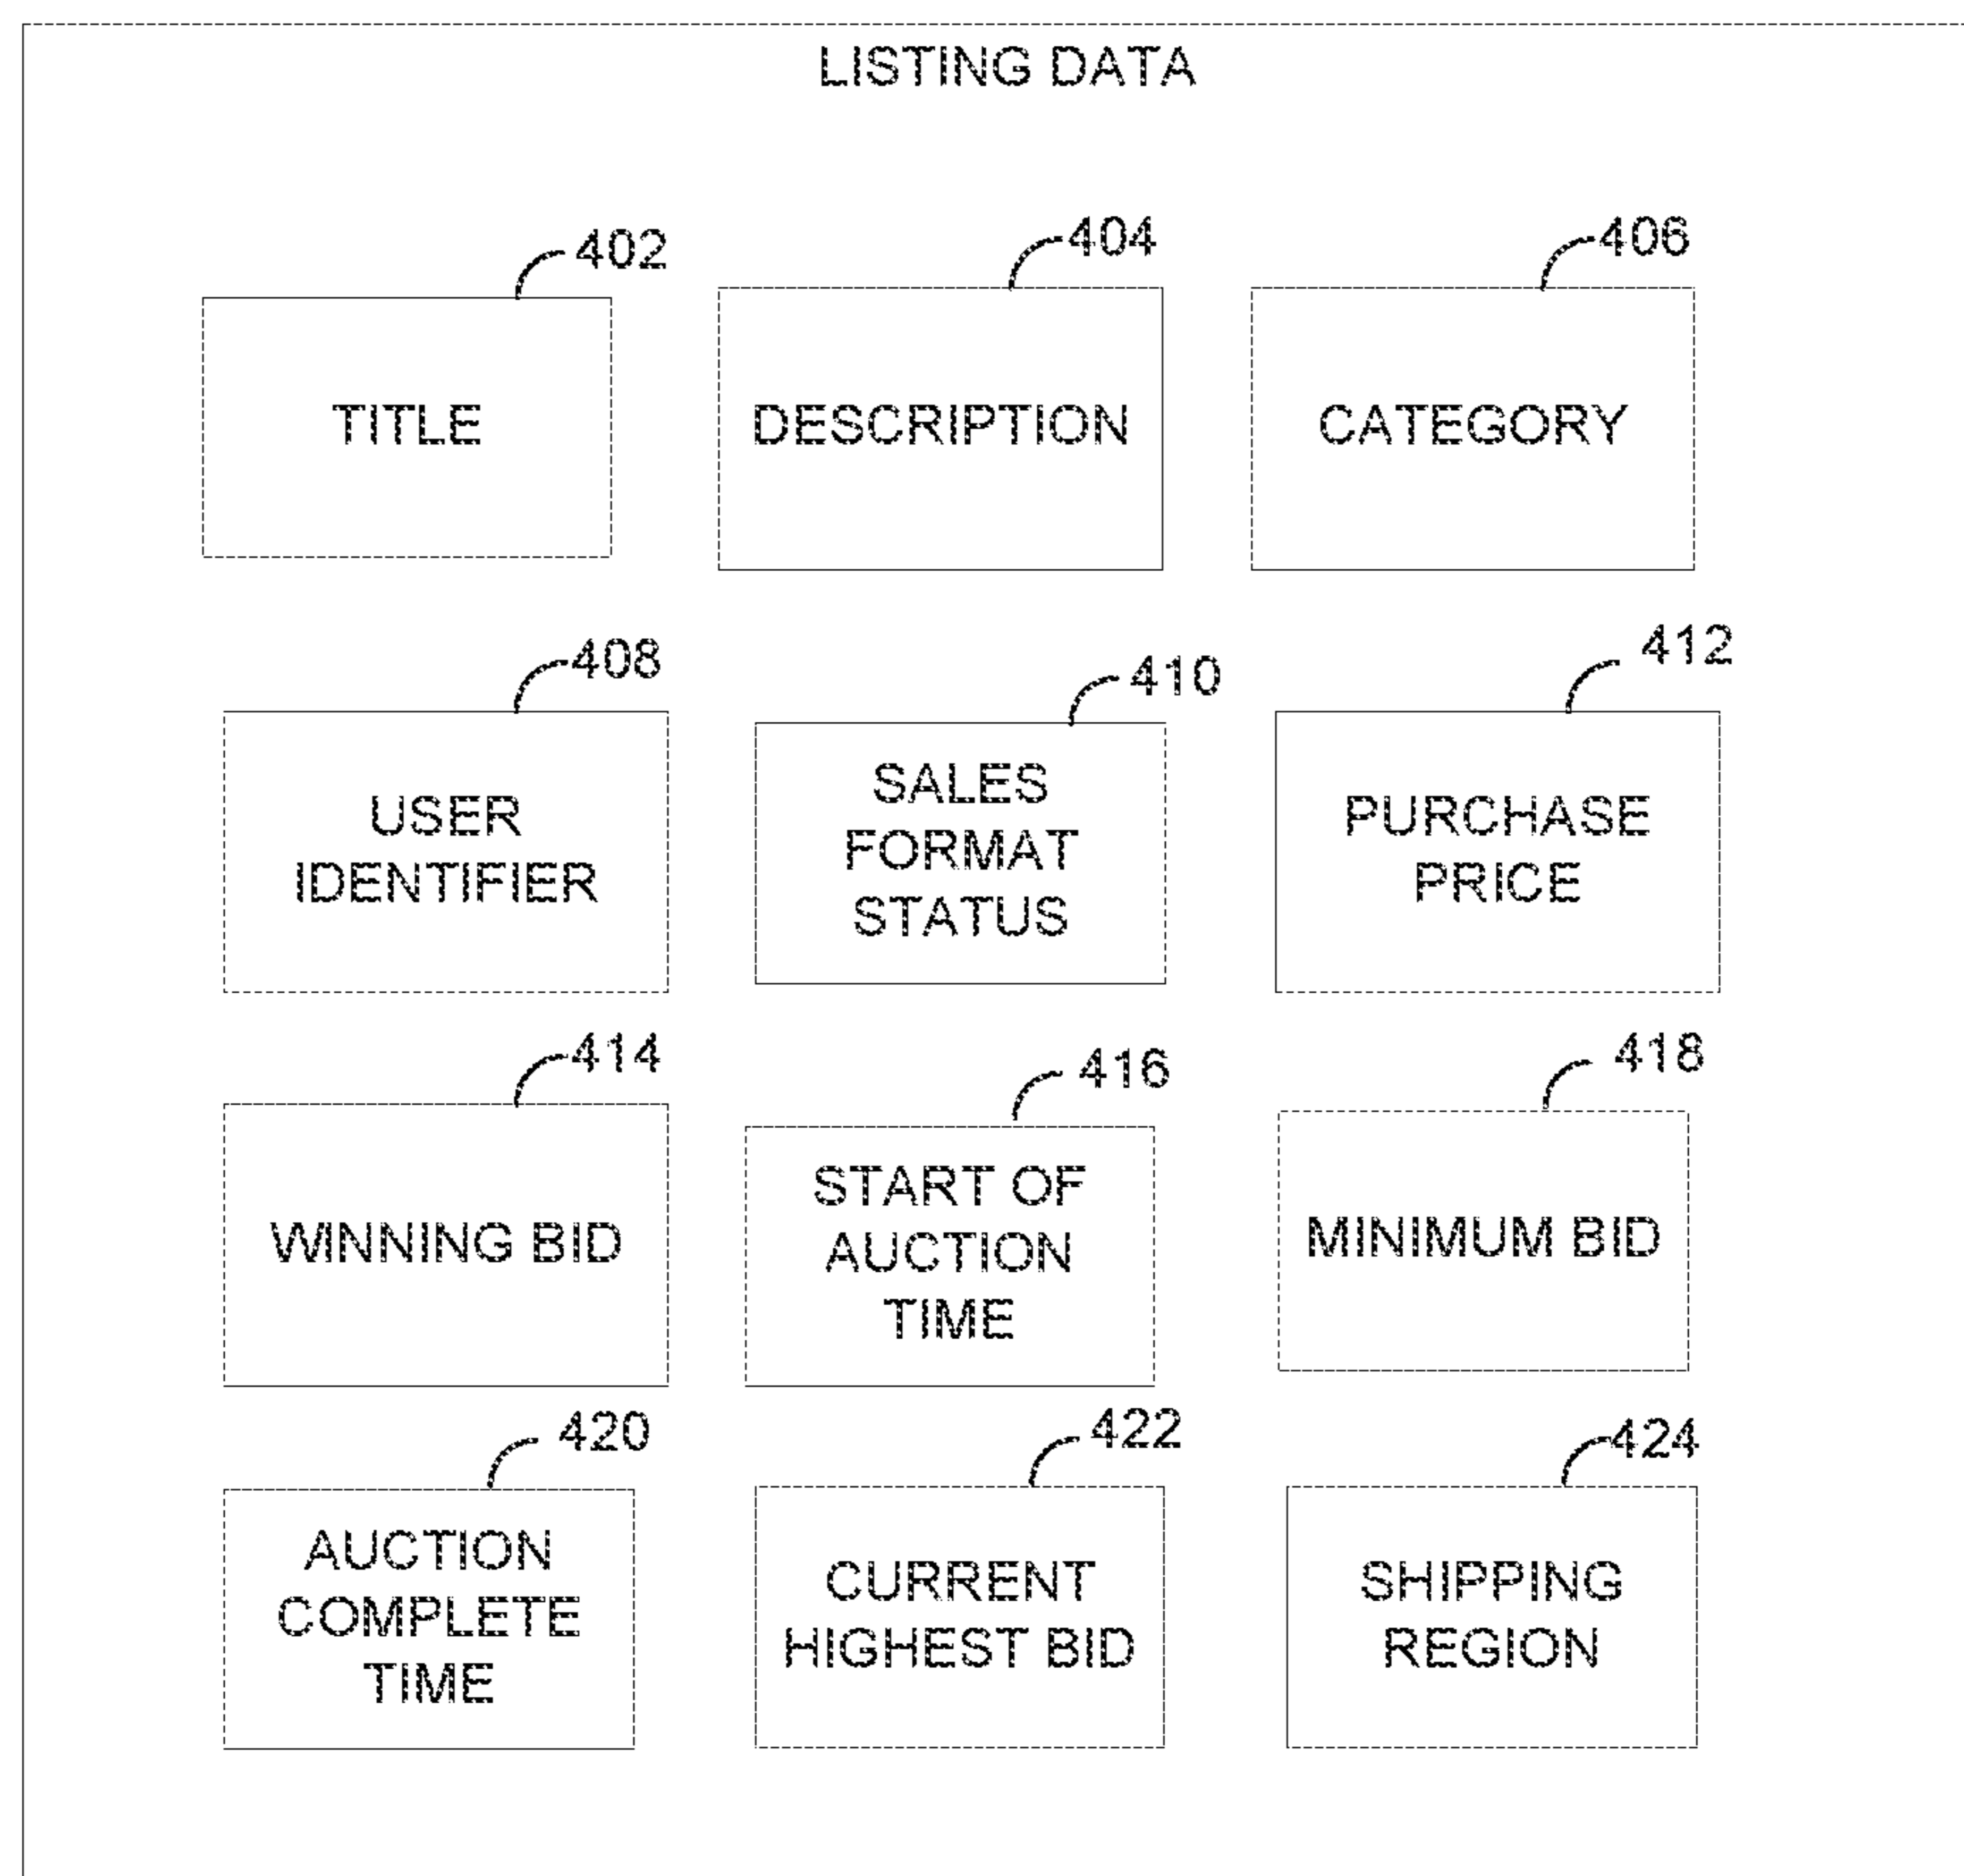 LISTING DATA
402
404
406
TITLE
DESCRIPTION
CATEGORY
408
410
412
USER
IDENTIFIER
SALES
FORMAT
STATUS
PURCHASE
PRICE
414
416
418
WINNING BID
START OF
AUCTION
TIME
MINIMUM BID
420
422
424
AUCTION
COMPLETE
TIME
CURRENT
HIGHEST BID
SHIPPING
REGION